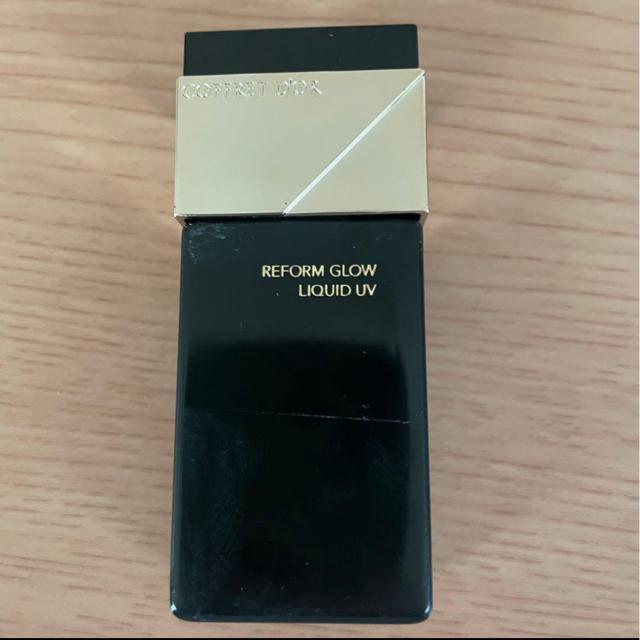 COFFRET D'OR
REFORM GLOW
LIQUID UV